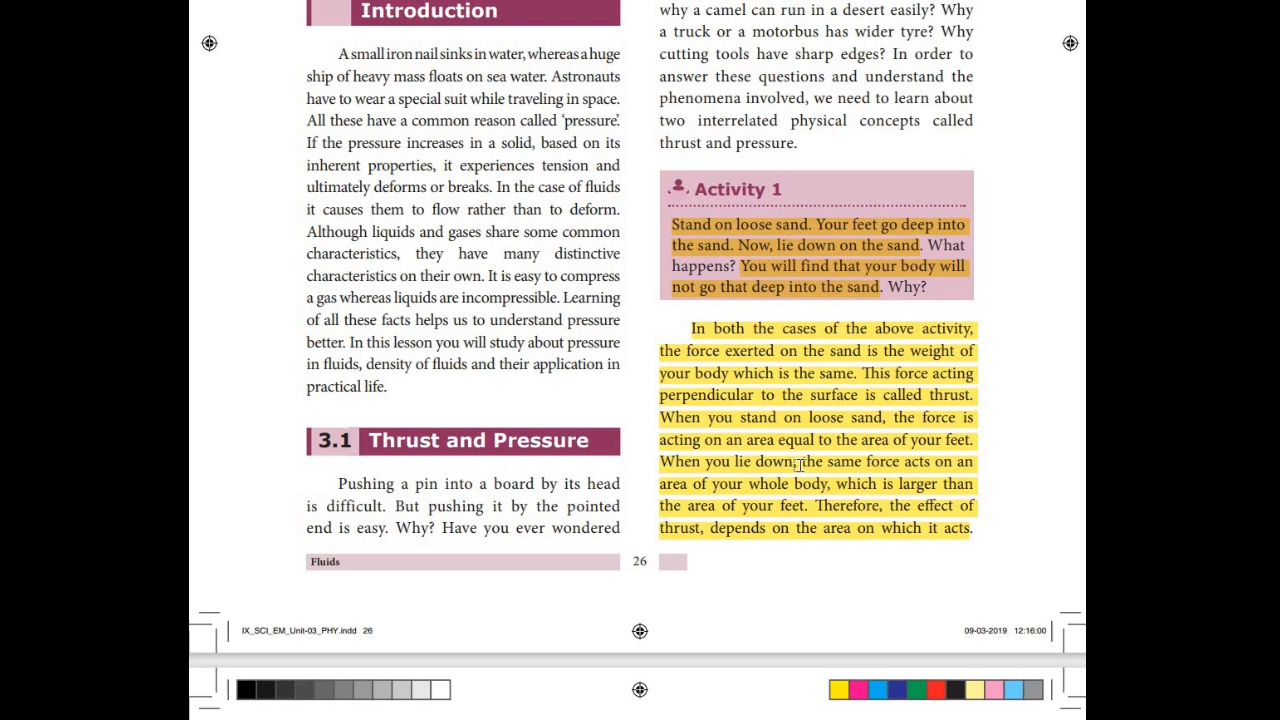 Introduction
A small iron nail sinks in water, whereas a huge
ship of heavy mass floats on sea water. Astronauts
have to wear a special suit while traveling in space.
All these have a common reason called ‘pressure’.
If the pressure increases in a solid, based on its
inherent properties, it experiences tension and
ultimately deforms or breaks. In the case of fluids
it causes them to flow rather than to deform.
Although liquids and gases share some common
characteristics, they have many distinctive
characteristics on their own. It is easy to compress
a gas whereas liquids are incompressible. Learning
of all these facts helps us to understand pressure
better. In this lesson you will study about pressure
in fluids, density of fluids and their application in
practical life.
3.1 Thrust and Pressure
Pushing a pin into a board by its head
is difficult. But pushing it by the pointed
end is easy. Why? Have you ever wondered
why a camel can run in a desert easily? Why
a truck or a motorbus has wider tyre? Why
cutting tools have sharp edges? In order to
answer these questions and understand the
phenomena involved, we need to learn about
two interrelated physical concepts called
thrust and pressure.
Activity 1
Stand on loose sand. Your feet go deep into
the sand. Now, lie down on the sand. What
happens? You will find that your body will
not go that deep into the sand. Why?
In both the cases of the above activity,
the force exerted on the sand is the weight of
your body which is the same. This force acting
perpendicular to the surface is called thrust.
When you stand on loose sand, the force is
acting on an area equal to the area of your feet.
When you lie down, the same force acts on an
area of your whole body, which is larger than
the area of your feet. Therefore, the effect of
thrust, depends on the area on which it acts.
Fluids
26
IX_SCI_EM_Unit-03_PHY.indd 26
09-03-2019 12:16:00